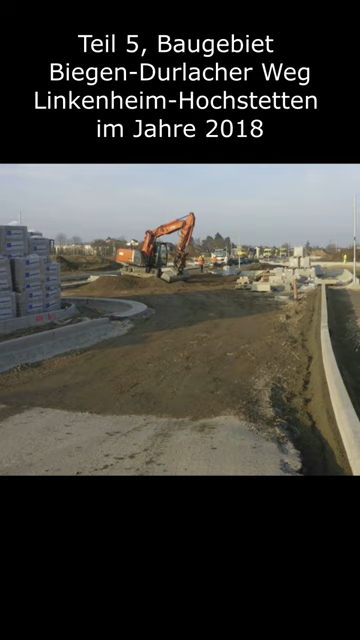 Teil 5, Baugebiet
Biegen-Durlacher Weg
Linkenheim-Hochstetten
im Jahre 2018